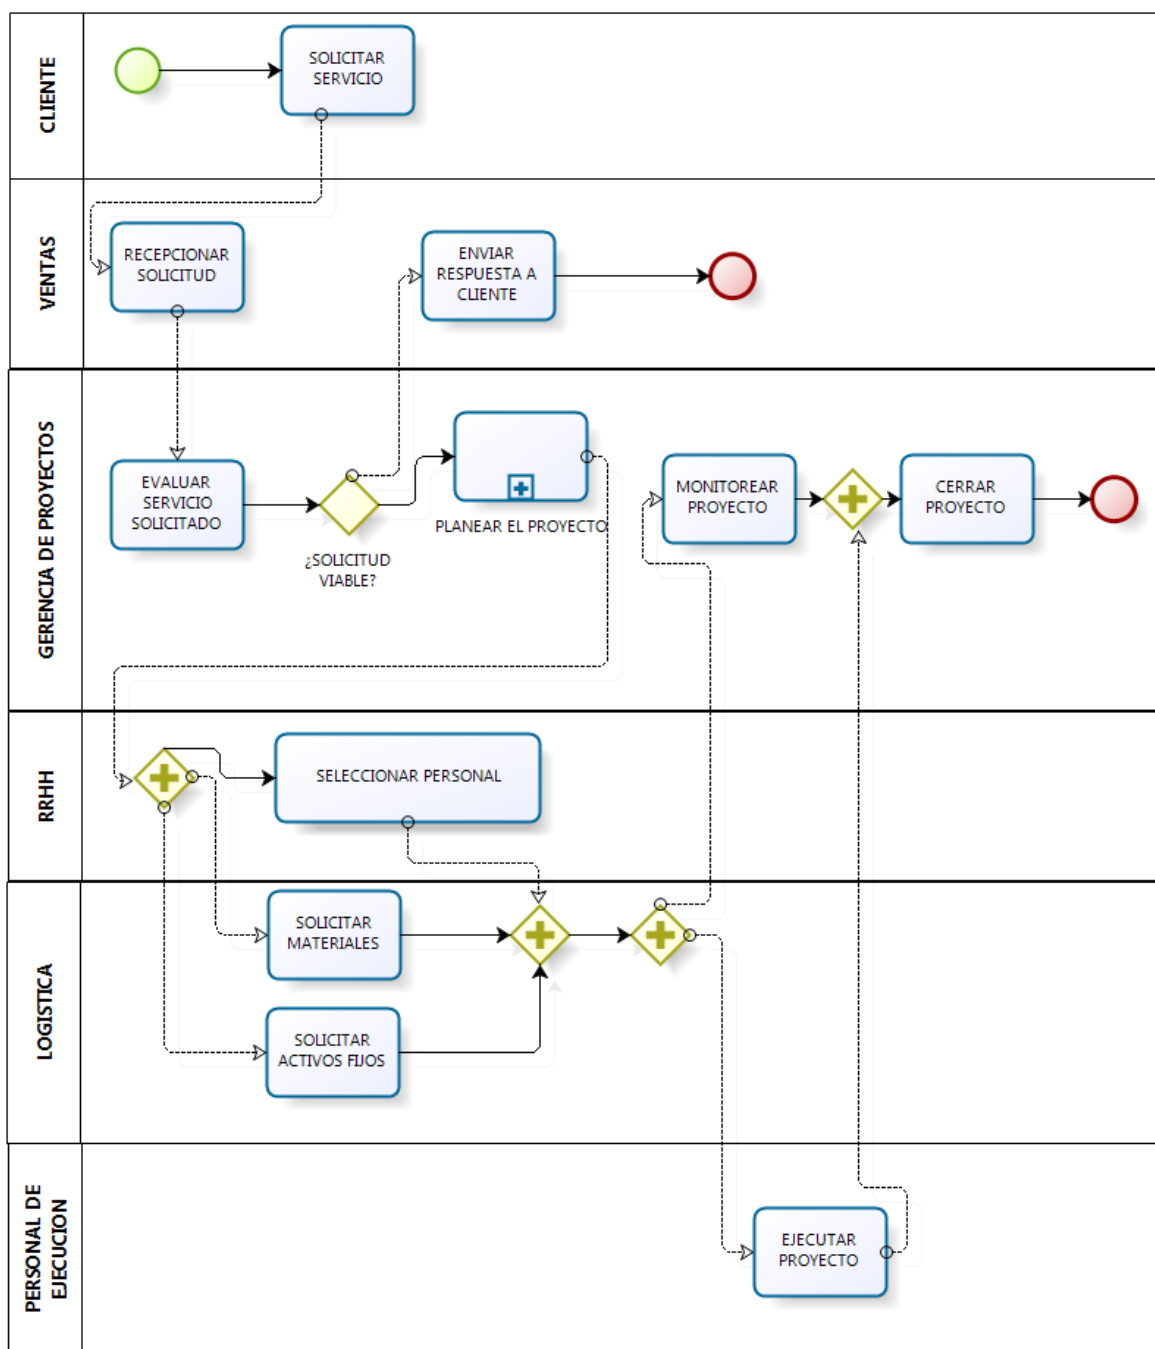 CLIENTE
SOLICITAR
SERVICIO
VENTAS
RECEPCIONAR
SOLICITUD
ENVIAR
RESPUESTA A
CLIENTE
GERENCIA DE PROYECTOS
EVALUAR
SERVICIO
SOLICITADO
¿SOLICITUD
VIABLE?
PLANEAR EL PROYECTO
MONITOREAR
PROYECTO
CERRAR
PROYECTO
RRHH
SELECCIONAR PERSONAL
LOGISTICA
SOLICITAR
MATERIALES
SOLICITAR
ACTIVOS FIJOS
PERSONAL DE
EJECUCION
EJECUTAR
PROYECTO